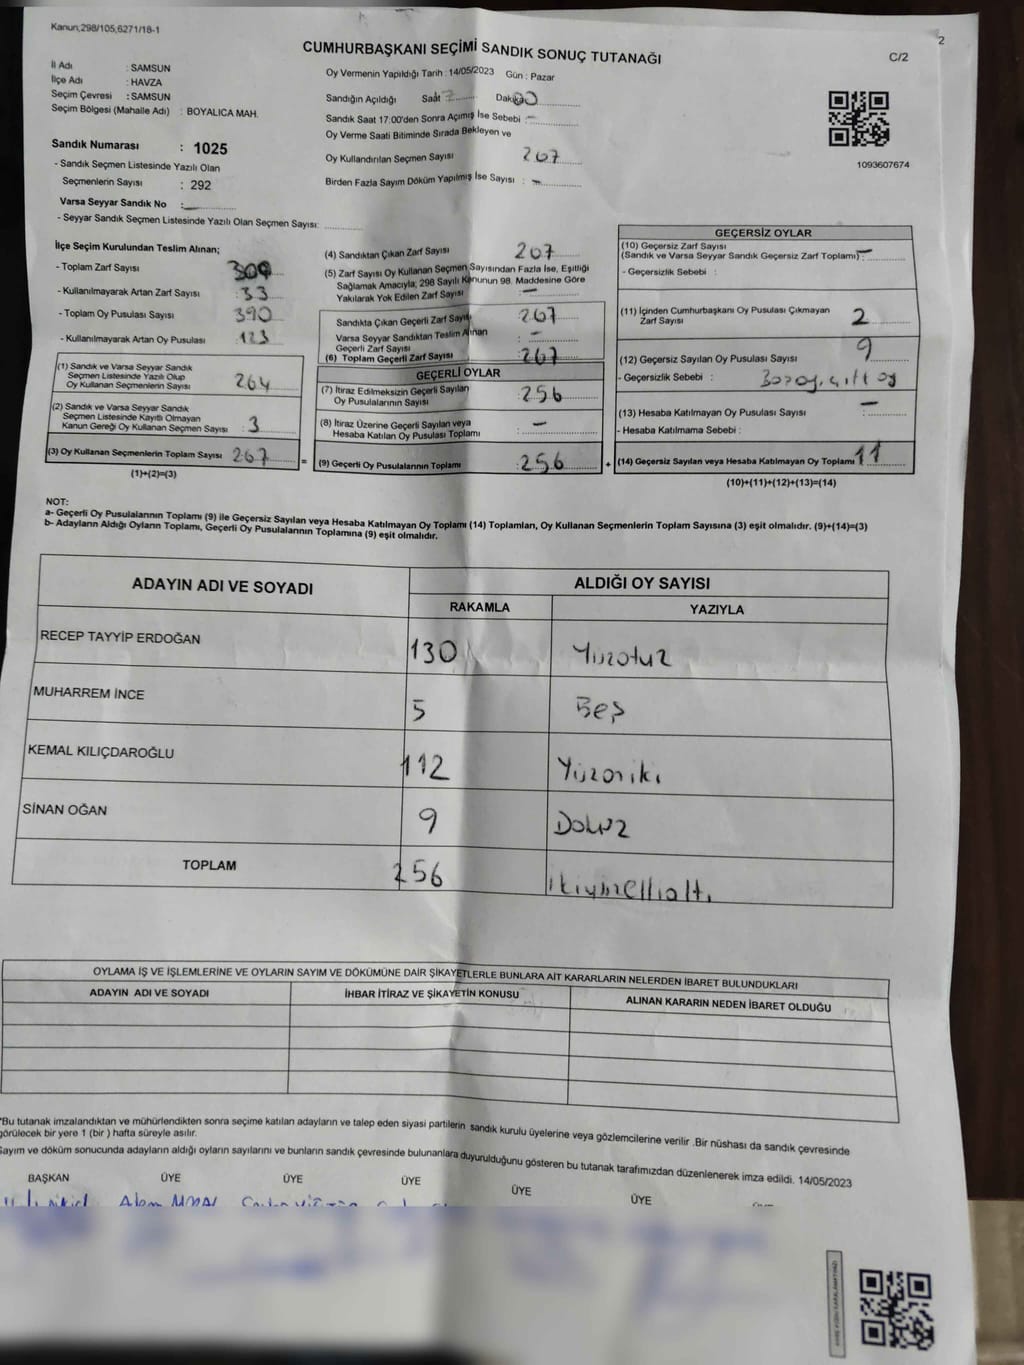 Kanun,298/105,6271/18-1
2
CUMHURBAŞKANI SEÇİMİ SANDIK SONUÇ TUTANAĞI
C/2
İl Adı : SAMSUN
İlçe Adı : HAVZA
Seçim Çevresi : SAMSUN
Seçim Bölgesi (Mahalle Adı) : BOYALICA MAH.
Sandık Numarası : 1025
- Sandık Seçmen Listesinde Yazılı Olan
Seçmenlerin Sayısı : 292
Varsa Seyyar Sandık No :
- Seyyar Sandık Seçmen Listesinde Yazılı Olan Seçmen Sayısı:
Oy Vermenin Yapıldığı Tarih : 14/05/2023 Gün : Pazar
Sandığın Açıldığı Saat 7 Dakika
Sandık Saat 17:00'den Sonra Açımış İse Sebebi : -
Oy Verme Saati Bitiminde Sırada Bekleyen ve
Oy Kullandırılan Seçmen Sayısı 267
Birden Fazla Sayım Döküm Yapılmış İse Sayısı : -
1093607674
İlçe Seçim Kurulundan Teslim Alınan;
- Toplam Zarf Sayısı
- Kullanılmayarak Artan Zarf Sayısı : 33
- Toplam Oy Pusulası Sayısı : 390
- Kullanılmayarak Artan Oy Pusulası : 123
(1) Sandık ve Varsa Seyyar Sandık
Seçmen Listesinde Yazılı Olup
Oy Kullanan Seçmenlerin Sayısı : 264
(2) Sandık ve Varsa Seyyar Sandık
Seçmen Listesinde Kayıtlı Olmayan
Kanun Gereği Oy Kullanan Seçmen Sayısı : 3
(3) Oy Kullanan Seçmenlerin Toplam Sayısı 267
(1)+(2)=(3)
=
(4) Sandıktan Çıkan Zarf Sayısı 267
(5) Zarf Sayısı Oy Kullanan Seçmen Sayısından Fazla İse, Eşitliği
Sağlamak Amacıyla; 298 Sayılı Kanunun 98. Maddesine Göre
Yakılarak Yok Edilen Zarf Sayısı : -
Sandıkta Çıkan Geçerli Zarf Sayısı : 267
Varsa Seyyar Sandıktan Teslim Alınan
Geçerli Zarf Sayısı : -
(6) Toplam Geçerli Zarf Sayısı : 267
GEÇERLİ OYLAR
(7) İtiraz Edilmeksizin Geçerli Sayılan
Oy Pusulalarının Sayısı : 256
(8) İtiraz Üzerine Geçerli Sayılan veya
Hesaba Katılan Oy Pusulası Toplamı : -
(9) Geçerli Oy Pusulalarının Toplamı : 256
+
GEÇERSİZ OYLAR
(10) Geçersiz Zarf Sayısı
(Sandık ve Varsa Seyyar Sandık Geçersiz Zarf Toplamı) : -
- Geçersizlik Sebebi :
(11) İçinden Cumhurbaşkanı Oy Pusulası Çıkmayan
Zarf Sayısı 2
(12) Geçersiz Sayılan Oy Pusulası Sayısı 9
- Geçersizlik Sebebi :
(13) Hesaba Katılmayan Oy Pusulası Sayısı : -
- Hesaba Katılmama Sebebi :
(14) Geçersiz Sayılan veya Hesaba Katılmayan Oy Toplamı 11
(10)+(11)+(12)+(13)=(14)
NOT:
a- Geçerli Oy Pusulalarının Toplamı (9) ile Geçersiz Sayılan veya Hesaba Katılmayan Oy Toplamı (14) Toplamları, Oy Kullanan Seçmenlerin Toplam Sayısına (3) eşit olmalıdır. (9)+(14)=(3)
b- Adayların Aldığı Oyların Toplamı, Geçerli Oy Pusulalarının Toplamına (9) eşit olmalıdır.
ADAYIN ADI VE SOYADI ALDIĞI OY SAYISI
RAKAMLA YAZIYLA
RECEP TAYYİP ERDOĞAN 130 Yüzotuz
MUHARREM İNCE 5 Beş
KEMAL KILIÇDAROĞLU 112 Yüzoniki
SİNAN OĞAN 9 Dokuz
TOPLAM 256 ikiyüzellialtı
OYLAMA İŞ VE İŞLEMLERİNE VE OYLARIN SAYIM VE DÖKÜMÜNE DAİR ŞİKAYETLERLE BUNLARA AİT KARARLARIN NELERDEN İBARET BULUNDUKLARI
ADAYIN ADI VE SOYADI İHBAR İTİRAZ VE ŞİKAYETİN KONUSU ALINAN KARARIN NEDEN İBARET OLDUĞU
*Bu tutanak imzalandıktan ve mühürlendikten sonra seçime katılan adayların ve talep eden siyasi partilerin sandık kurulu üyelerine veya gözlemcilerine verilir .Bir nüshası da sandık çevresinde
görülecek bir yere 1 (bir ) hafta süreyle asılır.
Sayım ve döküm sonucunda adayların aldığı oyların sayılarını ve bunların sandık çevresinde bulunanlara duyurulduğunu gösteren bu tutanak tarafımızdan düzenlenerek imza edildi. 14/05/2023
BAŞKAN ÜYE ÜYE ÜYE ÜYE ÜYE